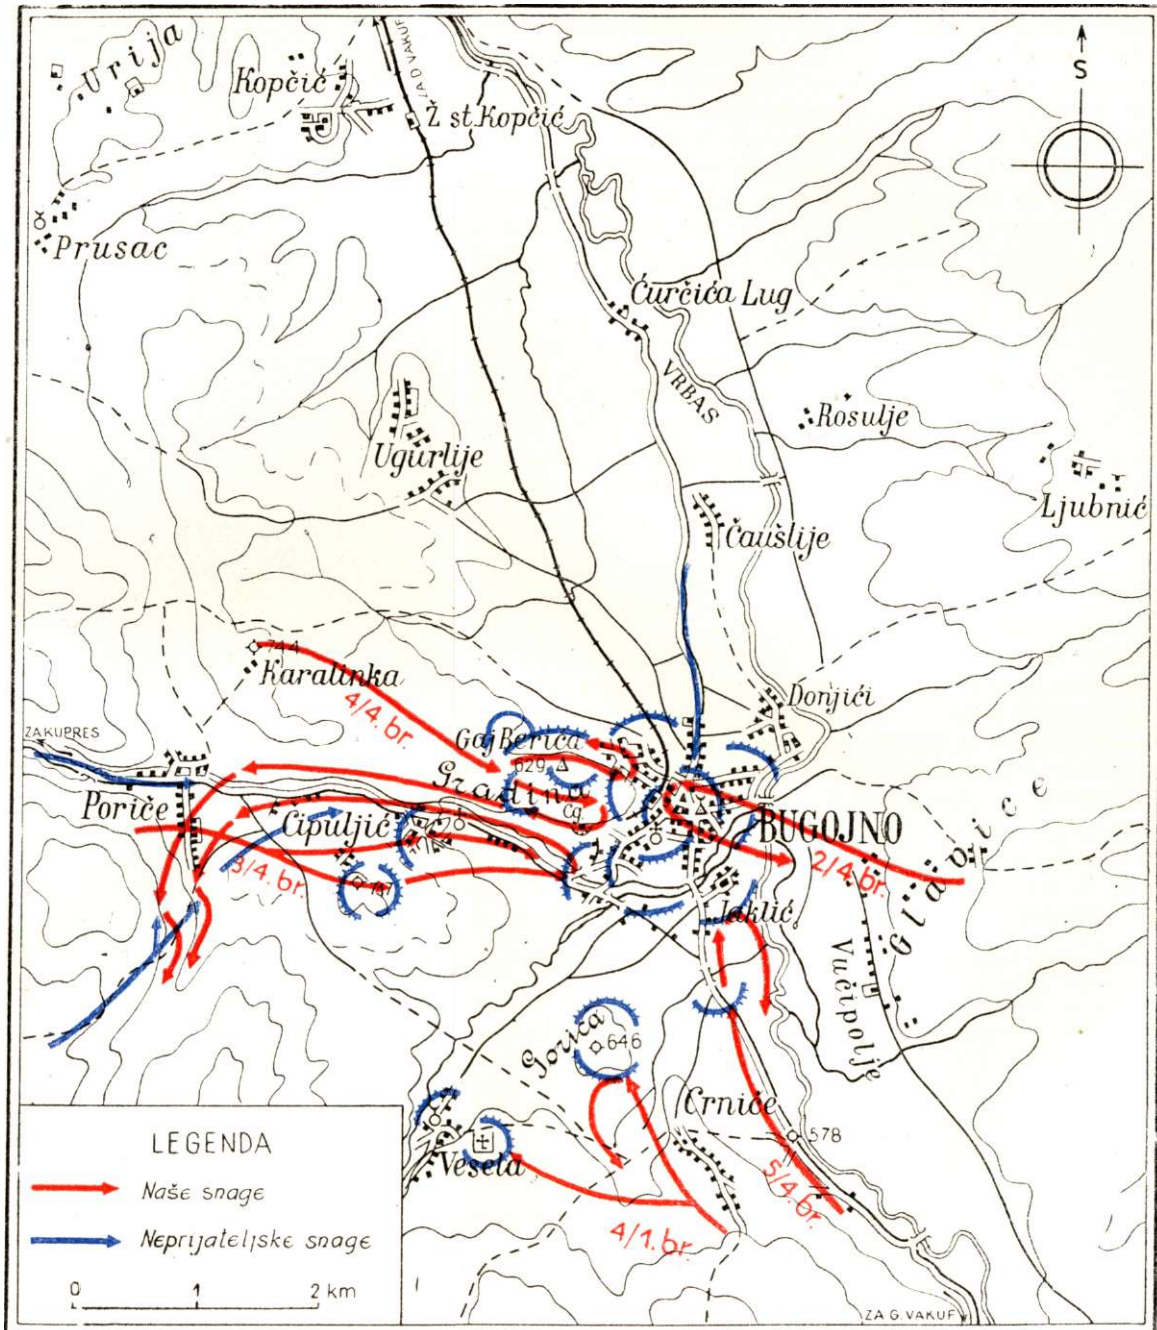 Urija
Kopčić
ZA D VAKUF
Ž st. Kopčić
S
Prusac
Ćurčića Lug
VRBAS
Rosulje
Ugurlije
Ljubnić
Čaušlije
744
Karalinka
4/4. br.
Donjići
ZA KUPRES
Gaj Berića
629
Gradina
Cg.
Poriče
Čipuljić
BUGOJNO
3/4. br.
2/4. br.
Glavice
Jaklić
Vučipolje
Gorica
646
Crniče
578
Vesela
5/4. br.
4/1. br.
LEGENDA
Naše snage
Neprijateljske snage
0 1 2 km
ZA G. VAKUF